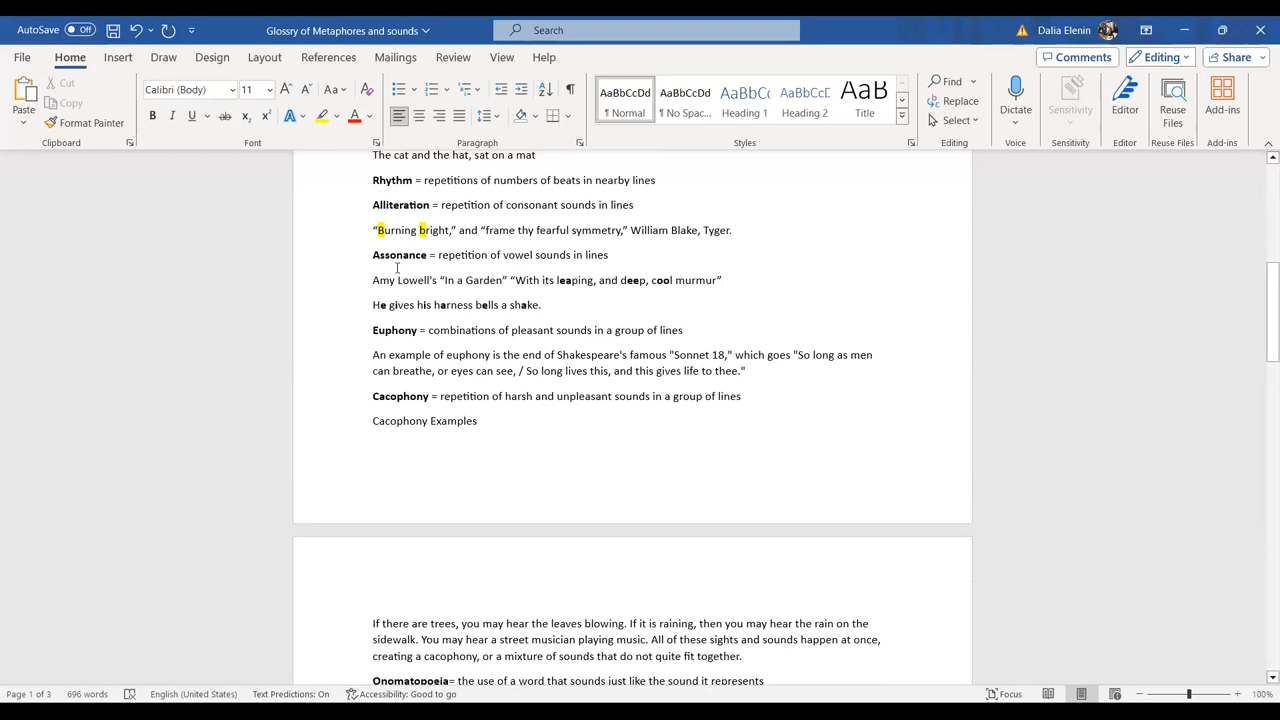 AutoSave Off Glossry of Metaphores and sounds Search Dalia Elenin
File Home Insert Draw Design Layout References Mailings Review View Help Comments Editing Share
Paste Cut Copy Format Painter
Calibri (Body) 11
AaBbCcDd AaBbCcDd AaBbCc AaBbCcD AaB
¶ Normal ¶ No Spac... Heading 1 Heading 2 Title
Find Replace Select
Dictate Sensitivity Editor Reuse Files Add-ins
Clipboard Font Paragraph Styles Editing Voice Sensitivity Editor Reuse Files Add-ins
The cat and the hat, sat on a mat
Rhythm = repetitions of numbers of beats in nearby lines
Alliteration = repetition of consonant sounds in lines
“Burning bright,” and “frame thy fearful symmetry,” William Blake, Tyger.
Assonance = repetition of vowel sounds in lines
Amy Lowell's “In a Garden” “With its leaping, and deep, cool murmur”
He gives his harness bells a shake.
Euphony = combinations of pleasant sounds in a group of lines
An example of euphony is the end of Shakespeare's famous "Sonnet 18," which goes "So long as men
can breathe, or eyes can see, / So long lives this, and this gives life to thee."
Cacophony = repetition of harsh and unpleasant sounds in a group of lines
Cacophony Examples
If there are trees, you may hear the leaves blowing. If it is raining, then you may hear the rain on the
sidewalk. You may hear a street musician playing music. All of these sights and sounds happen at once,
creating a cacophony, or a mixture of sounds that do not quite fit together.
Onomatopoeia= the use of a word that sounds just like the sound it represents
Page 1 of 3 696 words English (United States) Text Predictions: On Accessibility: Good to go Focus 100%